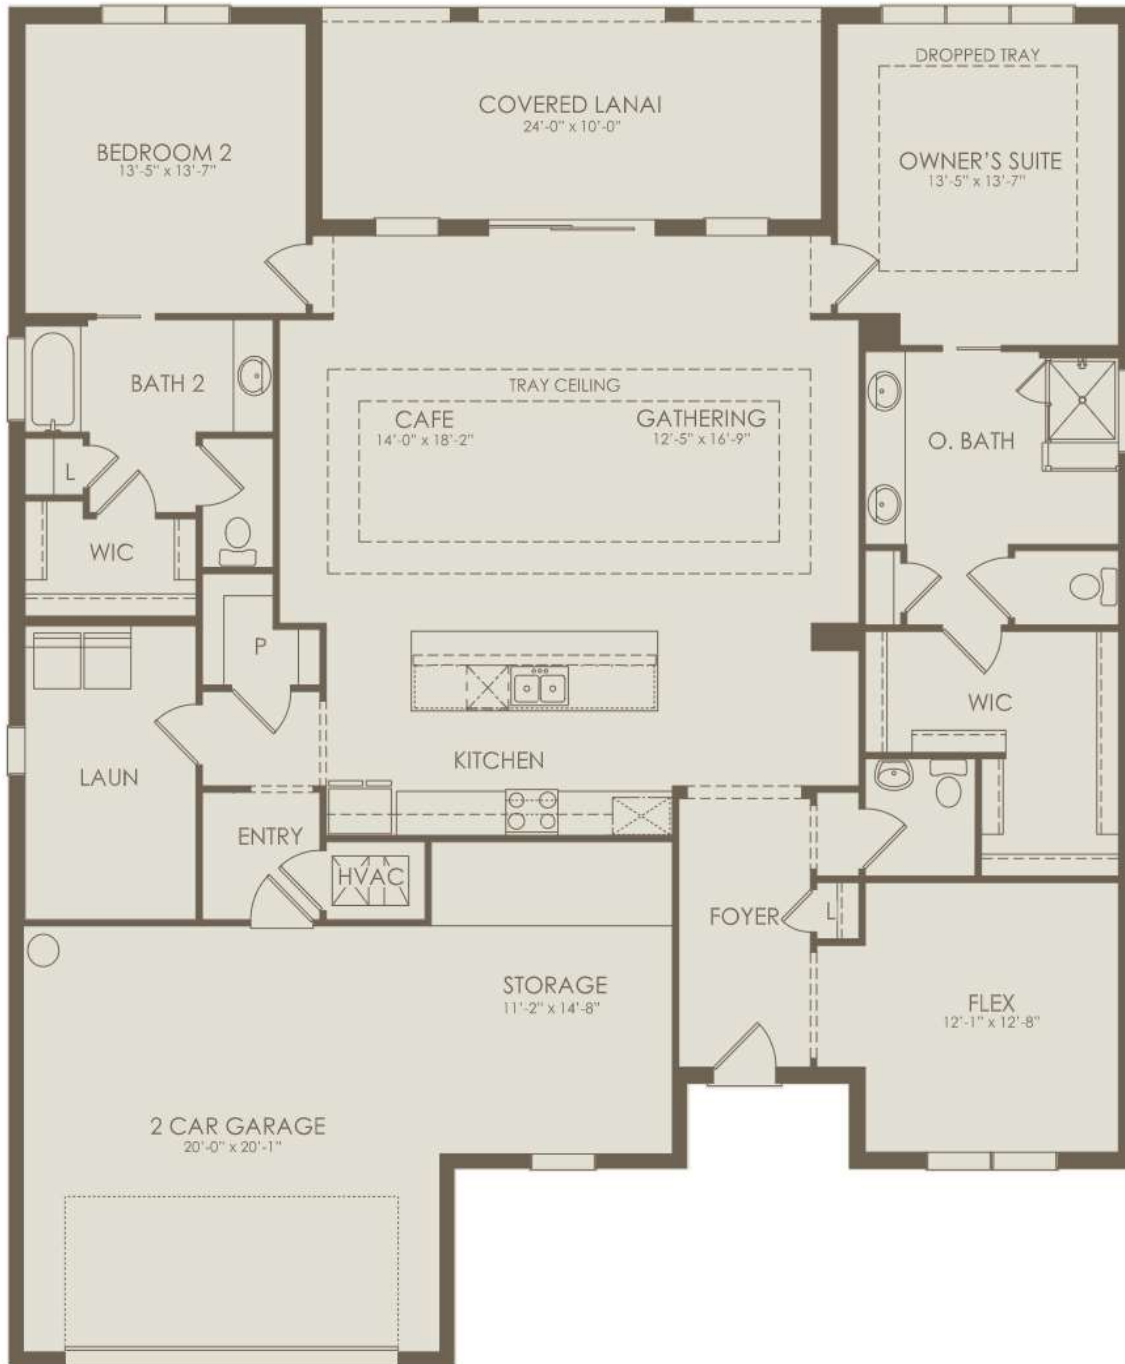 DROPPED TRAY
COVERED LANAI
24'-0" x 10'-0"
BEDROOM 2
13'-5" x 13'-7"
OWNER'S SUITE
13'-5" x 13'-7"
BATH 2
TRAY CEILING
CAFE
14'-0" x 18'-2"
GATHERING
12'-5" x 16'-9"
O. BATH
L
WIC
P
WIC
KITCHEN
LAUN
ENTRY
HVAC
FOYER
L
STORAGE
11'-2" x 14'-8"
FLEX
12'-1" x 12'-8"
2 CAR GARAGE
20'-0" x 20'-1"